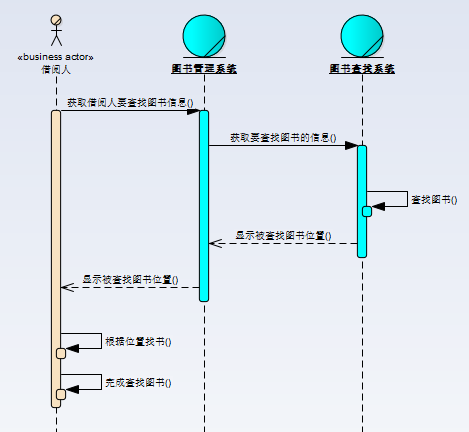 «business actor»
借阅人
图书管理系统
图书查找系统
获取借阅人要查找图书信息()
获取要查找图书的信息()
查找图书()
显示被查找图书位置()
显示被查找图书位置()
根据位置找书()
完成查找图书()